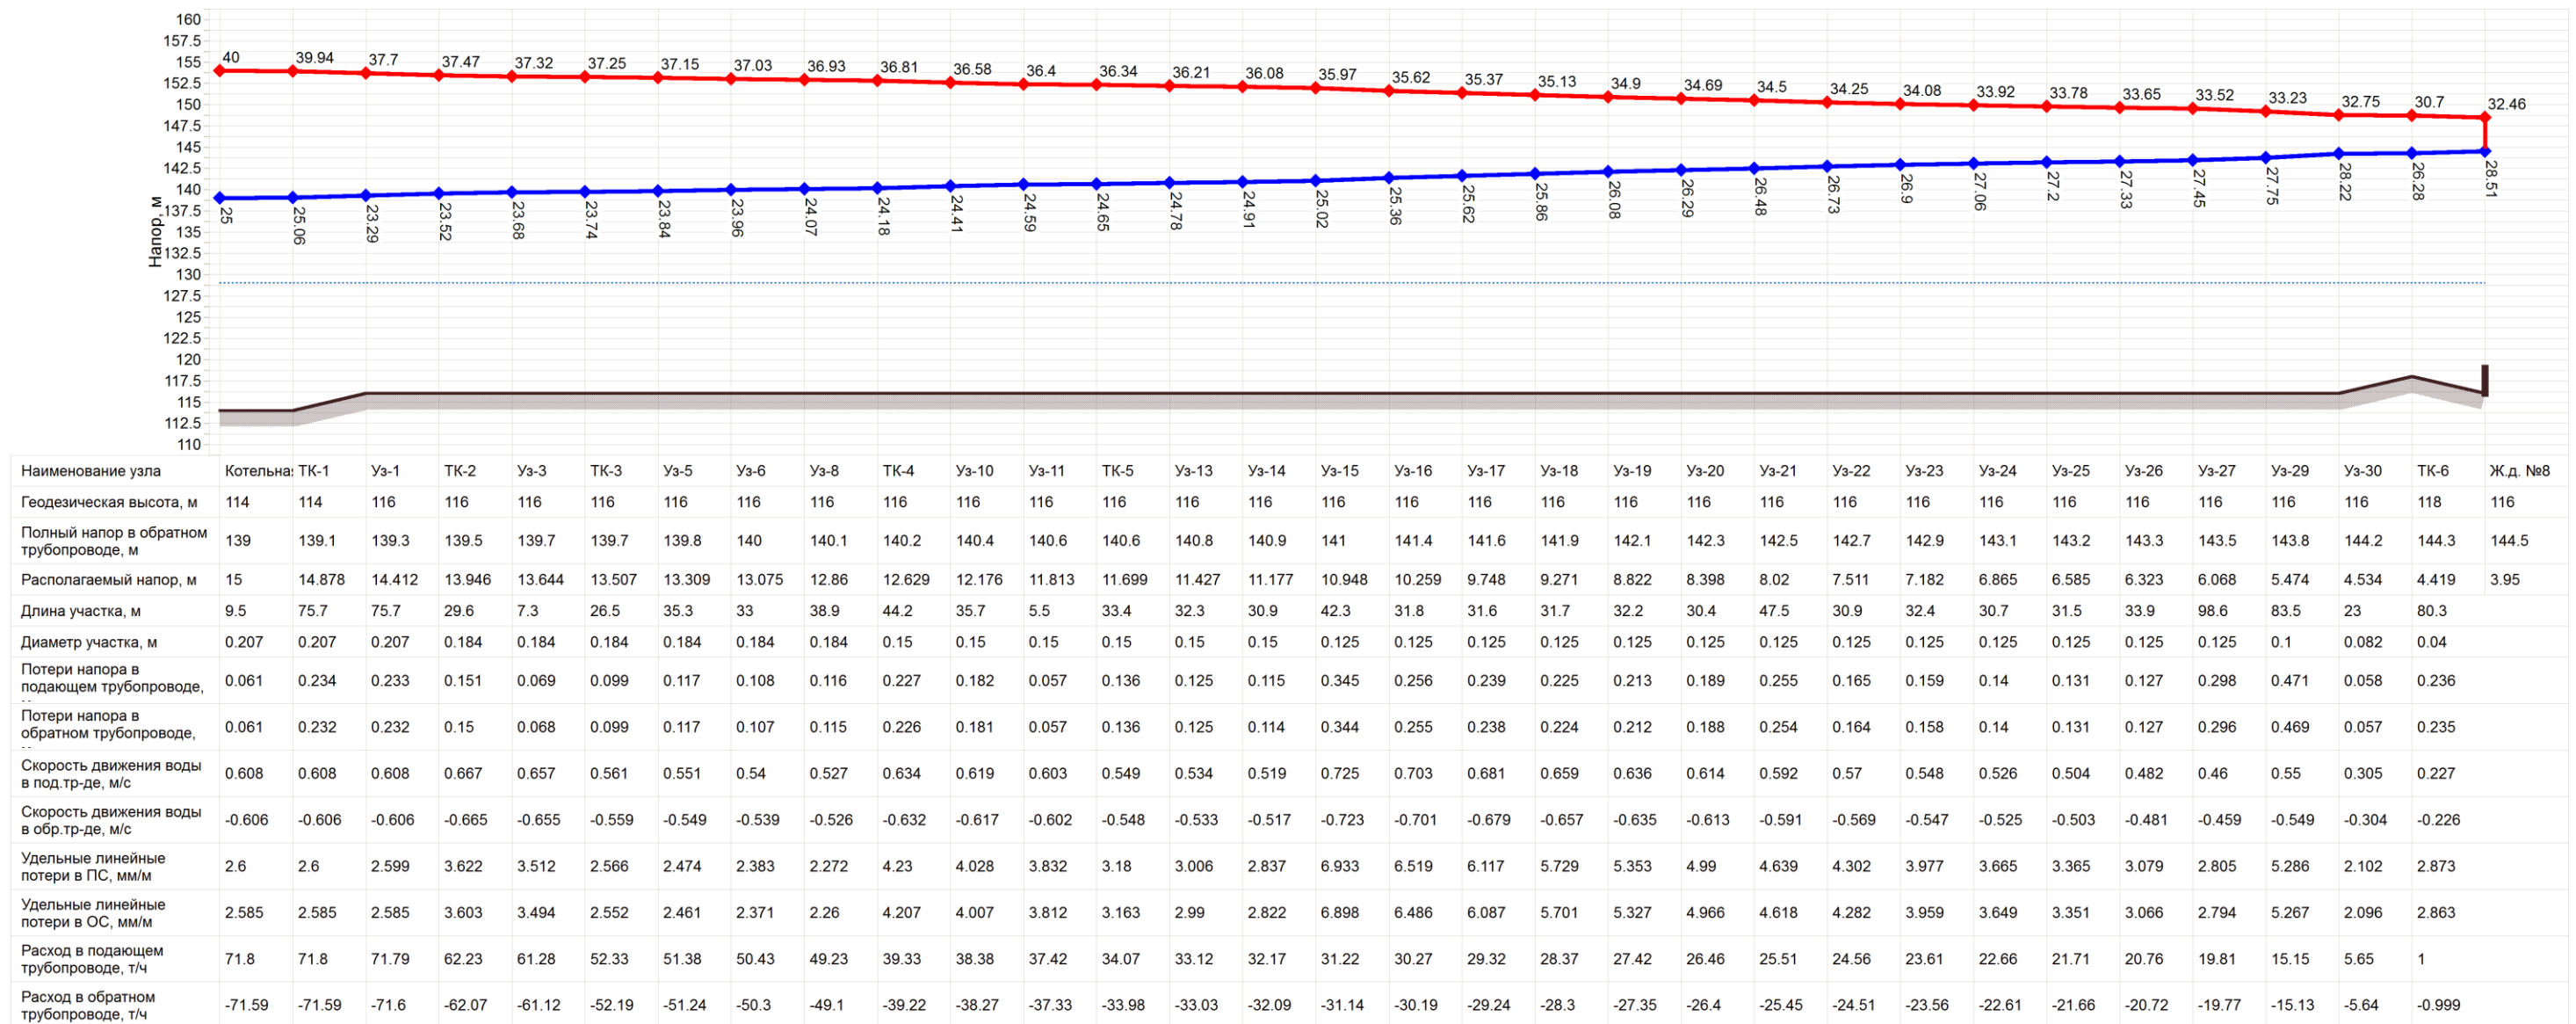 160
157.5
155
152.5
150
147.5
145
142.5
140
137.5
135
132.5
130
127.5
125
122.5
120
117.5
115
112.5
110
Напор, м
40 39.94 37.7 37.47 37.32 37.25 37.15 37.03 36.93 36.81 36.58 36.4 36.34 36.21 36.08 35.97 35.62 35.37 35.13 34.9 34.69 34.5 34.25 34.08 33.92 33.78 33.65 33.52 33.23 32.75 30.7 32.46
25 25.06 23.29 23.52 23.68 23.74 23.84 23.96 24.07 24.18 24.41 24.59 24.65 24.78 24.91 25.02 25.36 25.62 25.86 26.08 26.29 26.48 26.73 26.9 27.06 27.2 27.33 27.45 27.75 28.22 26.28 28.51
Наименование узла Котельная ТК-1 Уз-1 ТК-2 Уз-3 ТК-3 Уз-5 Уз-6 Уз-8 ТК-4 Уз-10 Уз-11 ТК-5 Уз-13 Уз-14 Уз-15 Уз-16 Уз-17 Уз-18 Уз-19 Уз-20 Уз-21 Уз-22 Уз-23 Уз-24 Уз-25 Уз-26 Уз-27 Уз-29 Уз-30 ТК-6 Ж.д. №8
Геодезическая высота, м 114 114 116 116 116 116 116 116 116 116 116 116 116 116 116 116 116 116 116 116 116 116 116 116 116 116 116 116 116 116 118 116
Полный напор в обратном
трубопроводе, м 139 139.1 139.3 139.5 139.7 139.7 139.8 140 140.1 140.2 140.4 140.6 140.6 140.8 140.9 141 141.4 141.6 141.9 142.1 142.3 142.5 142.7 142.9 143.1 143.2 143.3 143.5 143.8 144.2 144.3 144.5
Располагаемый напор, м 15 14.878 14.412 13.946 13.644 13.507 13.309 13.075 12.86 12.629 12.176 11.813 11.699 11.427 11.177 10.948 10.259 9.748 9.271 8.822 8.398 8.02 7.511 7.182 6.865 6.585 6.323 6.068 5.474 4.534 4.419 3.95
Длина участка, м 9.5 75.7 75.7 29.6 7.3 26.5 35.3 33 38.9 44.2 35.7 5.5 33.4 32.3 30.9 42.3 31.8 31.6 31.7 32.2 30.4 47.5 30.9 32.4 30.7 31.5 33.9 98.6 83.5 23 80.3
Диаметр участка, м 0.207 0.207 0.207 0.184 0.184 0.184 0.184 0.184 0.184 0.15 0.15 0.15 0.15 0.15 0.15 0.125 0.125 0.125 0.125 0.125 0.125 0.125 0.125 0.125 0.125 0.125 0.125 0.125 0.1 0.082 0.04
Потери напора в
подающем трубопроводе, 0.061 0.234 0.233 0.151 0.069 0.099 0.117 0.108 0.116 0.227 0.182 0.057 0.136 0.125 0.115 0.345 0.256 0.239 0.225 0.213 0.189 0.255 0.165 0.159 0.14 0.131 0.127 0.298 0.471 0.058 0.236
Потери напора в
обратном трубопроводе, 0.061 0.232 0.232 0.15 0.068 0.099 0.117 0.107 0.115 0.226 0.181 0.057 0.136 0.125 0.114 0.344 0.255 0.238 0.224 0.212 0.188 0.254 0.164 0.158 0.14 0.131 0.127 0.296 0.469 0.057 0.235
Скорость движения воды
в под.тр-де, м/с 0.608 0.608 0.608 0.667 0.657 0.561 0.551 0.54 0.527 0.634 0.619 0.603 0.549 0.534 0.519 0.725 0.703 0.681 0.659 0.636 0.614 0.592 0.57 0.548 0.526 0.504 0.482 0.46 0.55 0.305 0.227
Скорость движения воды
в обр.тр-де, м/с -0.606 -0.606 -0.606 -0.665 -0.655 -0.559 -0.549 -0.539 -0.526 -0.632 -0.617 -0.602 -0.548 -0.533 -0.517 -0.723 -0.701 -0.679 -0.657 -0.635 -0.613 -0.591 -0.569 -0.547 -0.525 -0.503 -0.481 -0.459 -0.549 -0.304 -0.226
Удельные линейные
потери в ПС, мм/м 2.6 2.6 2.599 3.622 3.512 2.566 2.474 2.383 2.272 4.23 4.028 3.832 3.18 3.006 2.837 6.933 6.519 6.117 5.729 5.353 4.99 4.639 4.302 3.977 3.665 3.365 3.079 2.805 5.286 2.102 2.873
Удельные линейные
потери в ОС, мм/м 2.585 2.585 2.585 3.603 3.494 2.552 2.461 2.371 2.26 4.207 4.007 3.812 3.163 2.99 2.822 6.898 6.486 6.087 5.701 5.327 4.966 4.618 4.282 3.959 3.649 3.351 3.066 2.794 5.267 2.096 2.863
Расход в подающем
трубопроводе, т/ч 71.8 71.8 71.79 62.23 61.28 52.33 51.38 50.43 49.23 39.33 38.38 37.42 34.07 33.12 32.17 31.22 30.27 29.32 28.37 27.42 26.46 25.51 24.56 23.61 22.66 21.71 20.76 19.81 15.15 5.65 1
Расход в обратном
трубопроводе, т/ч -71.59 -71.59 -71.6 -62.07 -61.12 -52.19 -51.24 -50.3 -49.1 -39.22 -38.27 -37.33 -33.98 -33.03 -32.09 -31.14 -30.19 -29.24 -28.3 -27.35 -26.4 -25.45 -24.51 -23.56 -22.61 -21.66 -20.72 -19.77 -15.13 -5.64 -0.999